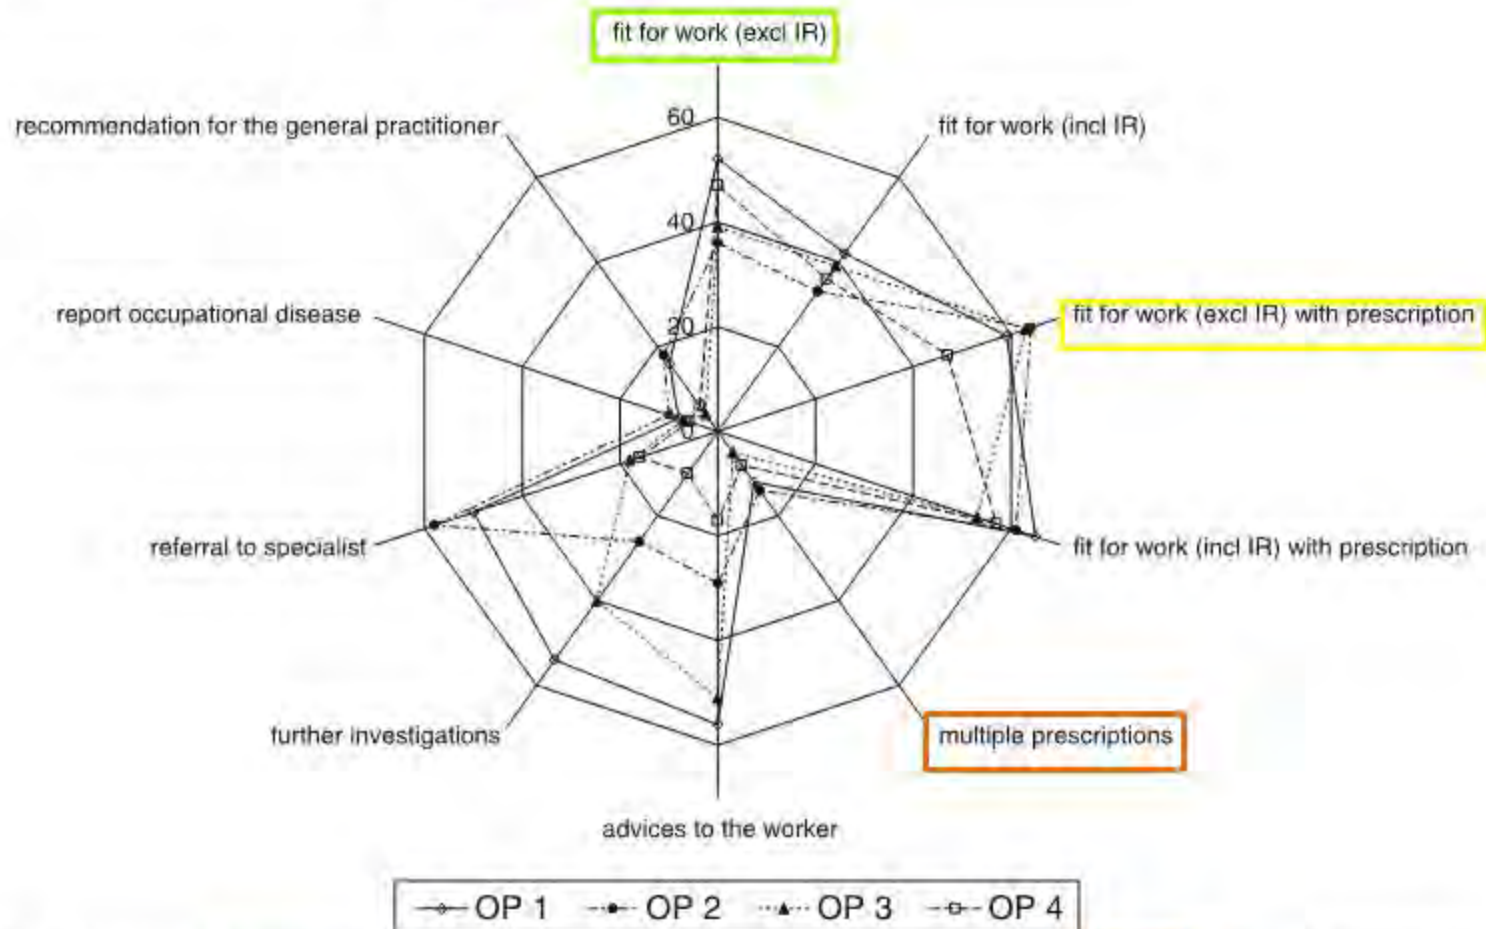 fit for work (excl IR)
recommendation for the general practitioner
60
fit for work (incl IR)
40
report occupational disease
20
fit for work (excl IR) with prescription
0
referral to specialist
fit for work (incl IR) with prescription
further investigations
multiple prescriptions
advices to the worker
OP 1 OP 2 OP 3 OP 4